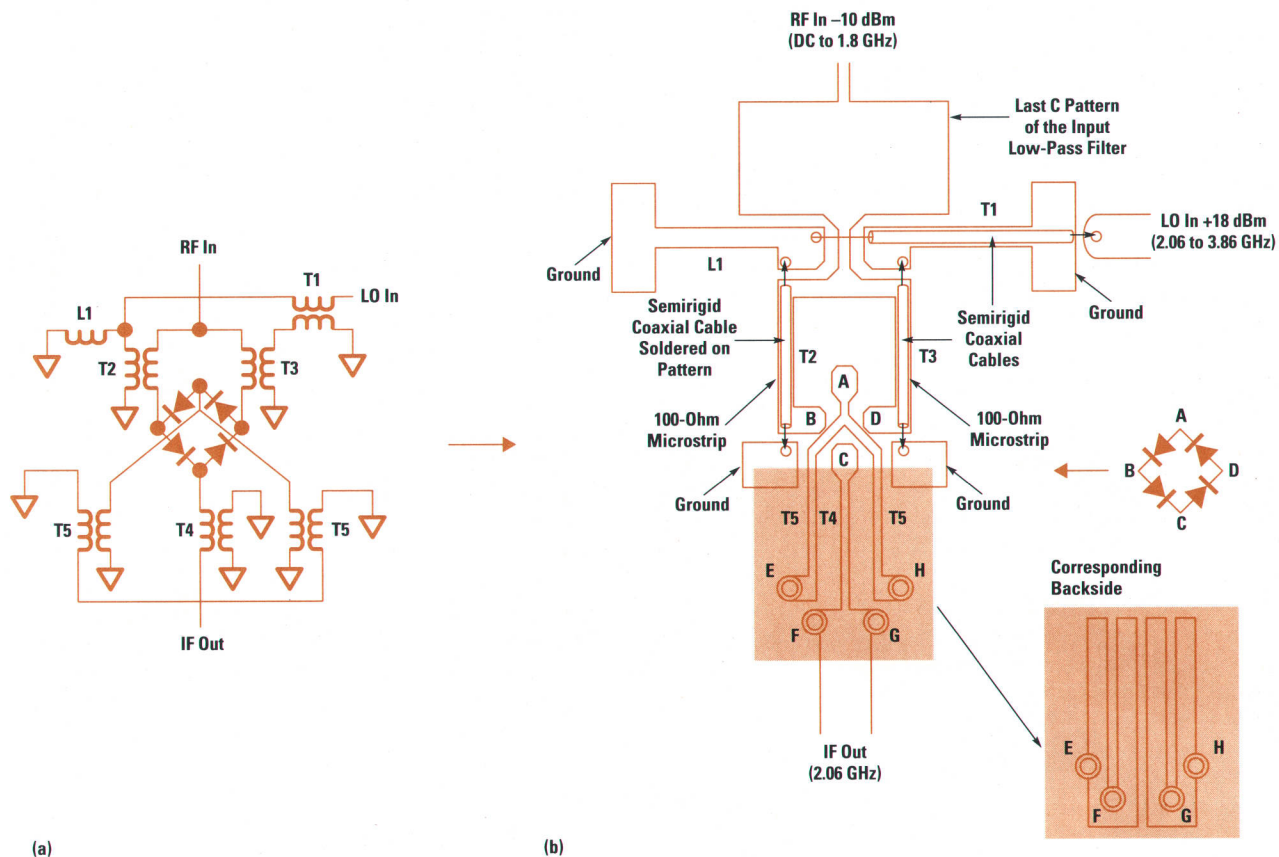 RF In –10 dBm
(DC to 1.8 GHz)
Last C Pattern
of the Input
Low-Pass Filter
T1
LO In +18 dBm
(2.06 to 3.86 GHz)
Ground
L1
Ground
Semirigid
Coaxial Cable
Soldered on
Pattern
Semirigid
Coaxial
Cables
T2
T3
A
100-Ohm
Microstrip
B
D
100-Ohm
Microstrip
C
Ground
Ground
T5
T4
T5
E
H
F
G
IF Out
(2.06 GHz)
A
B
D
C
Corresponding
Backside
E
H
F
G
RF In
T1
LO In
L1
T2
T3
T5
T4
T5
IF Out
(a)
(b)